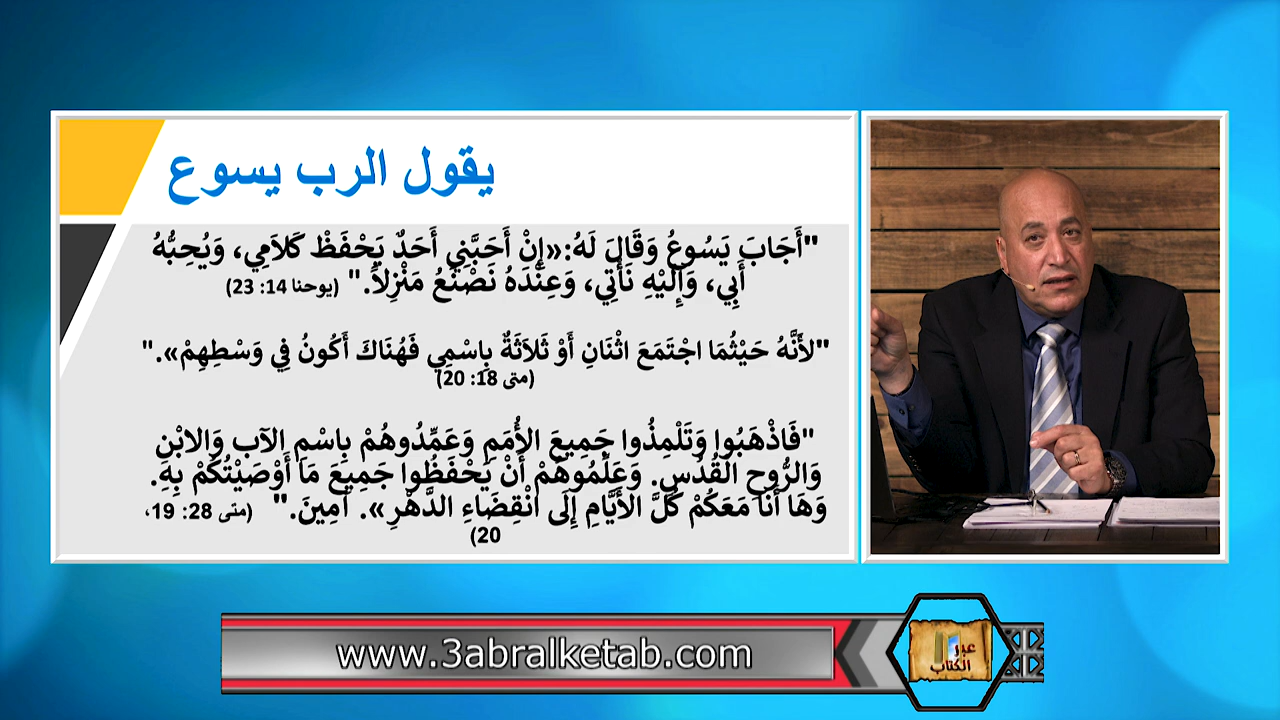 يقول الرب يسوع
"أَجَابَ يَسُوعُ وَقَالَ لَهُ:«إِنْ أَحَبَّنِي أَحَدٌ يَحْفَظْ كَلاَمِي، وَيُحِبُّهُ
أَبِي، وَإِلَيْهِ نَأْتِي، وَعِنْدَهُ نَصْنَعُ مَنْزِلاً." (يوحنا 14: 23)
"لأَنَّهُ حَيْثُمَا اجْتَمَعَ اثْنَانِ أَوْ ثَلاَثَةٌ بِاسْمِي فَهُنَاكَ أَكُونُ فِي وَسْطِهِمْ»."
(متى 18: 20)
"فَاذْهَبُوا وَتَلْمِذُوا جَمِيعَ الأُمَمِ وَعَمِّدُوهُمْ بِاسْمِ الآب وَالابْنِ
وَالرُّوحِ الْقُدُسِ. وَعَلِّمُوهُمْ أَنْ يَحْفَظُوا جَمِيعَ مَا أَوْصَيْتُكُمْ بِهِ.
وَهَا أَنَا مَعَكُمْ كُلَّ الأَيَّامِ إِلَى انْقِضَاءِ الدَّهْرِ». آمِينَ." (متى 28: 19،
20)
www.3abralketab.com
عبر
الكتاب